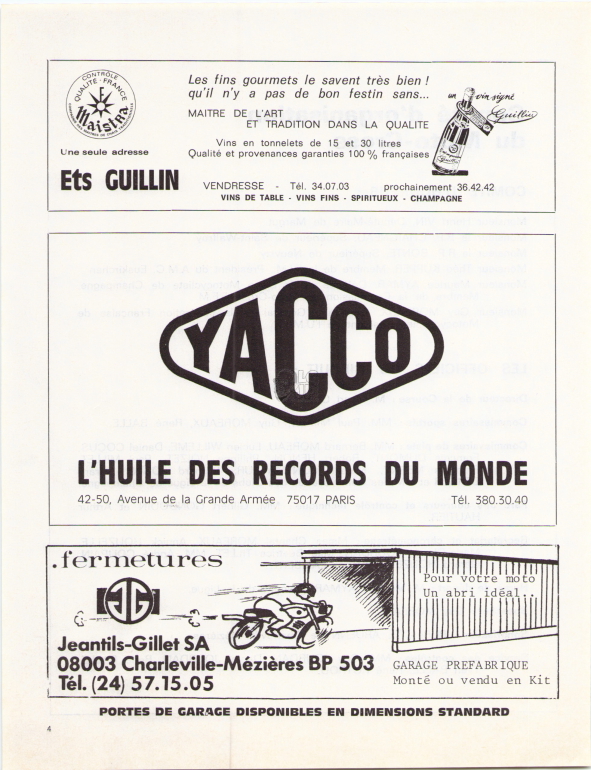 CONTRÔLE
QUALITÉ-FRANCE
Maistra
Les fins gourmets le savent très bien !
qu'il n'y a pas de bon festin sans...
un vin signé
Guillin
MAITRE DE L'ART
ET TRADITION DANS LA QUALITE
Vins en tonnelets de 15 et 30 litres
Une seule adresse
Qualité et provenances garanties 100 % françaises
Ets GUILLIN
VENDRESSE - Tél. 34.07.03 prochainement 36.42.42
VINS DE TABLE - VINS FINS - SPIRITUEUX - CHAMPAGNE
YACCO
L'HUILE DES RECORDS DU MONDE
42-50, Avenue de la Grande Armée 75017 PARIS Tél. 380.30.40
.fermetures
JG
Pour votre moto
Un abri idéal..
Jeantils-Gillet SA
08003 Charleville-Mézières BP 503
Tél. (24) 57.15.05
GARAGE PREFABRIQUE
Monté ou vendu en Kit
PORTES DE GARAGE DISPONIBLES EN DIMENSIONS STANDARD
4